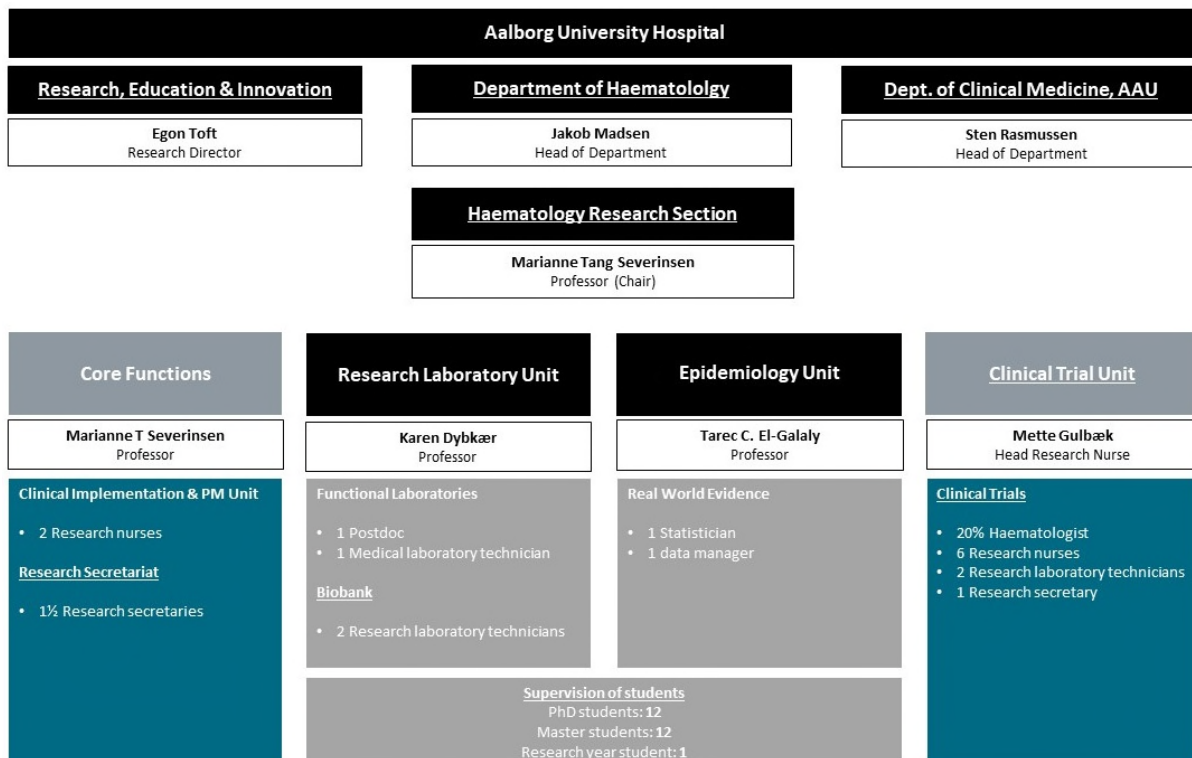 Aalborg University Hospital
Research, Education & Innovation
Egon Toft
Research Director
Department of Haematololgy
Jakob Madsen
Head of Department
Dept. of Clinical Medicine, AAU
Sten Rasmussen
Head of Department
Haematology Research Section
Marianne Tang Severinsen
Professor (Chair)
Core Functions
Marianne T Severinsen
Professor
Clinical Implementation & PM Unit
• 2 Research nurses
Research Secretariat
• 1½ Research secretaries
Research Laboratory Unit
Karen Dybkær
Professor
Functional Laboratories
• 1 Postdoc
• 1 Medical laboratory technician
Biobank
• 2 Research laboratory technicians
Epidemiology Unit
Tarec C. El-Galaly
Professor
Real World Evidence
• 1 Statistician
• 1 data manager
Clinical Trial Unit
Mette Gulbæk
Head Research Nurse
Clinical Trials
• 20% Haematologist
• 6 Research nurses
• 2 Research laboratory technicians
• 1 Research secretary
Supervision of students
PhD students: 12
Master students: 12
Research year student: 1